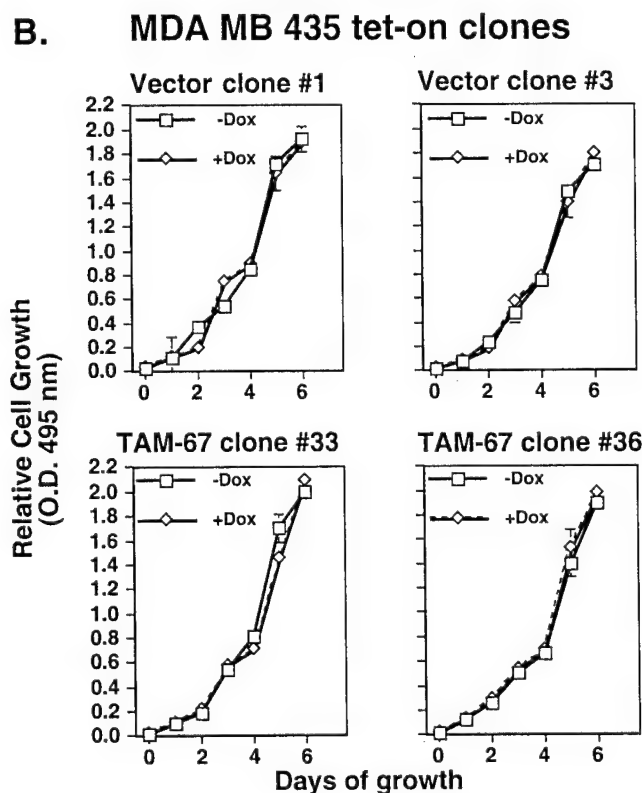 B. MDA MB 435 tet-on clones
Vector clone #1
2.2
2.0
1.8
1.6
1.4
1.2
1.0
0.8
0.6
0.4
0.2
0.0
-Dox
+Dox
0 2 4 6
Vector clone #3
-Dox
+Dox
0 2 4 6
TAM-67 clone #33
2.2
2.0
1.8
1.6
1.4
1.2
1.0
0.8
0.6
0.4
0.2
0.0
-Dox
+Dox
0 2 4 6
TAM-67 clone #36
-Dox
+Dox
0 2 4 6
Relative Cell Growth
(O.D. 495 nm)
Days of growth